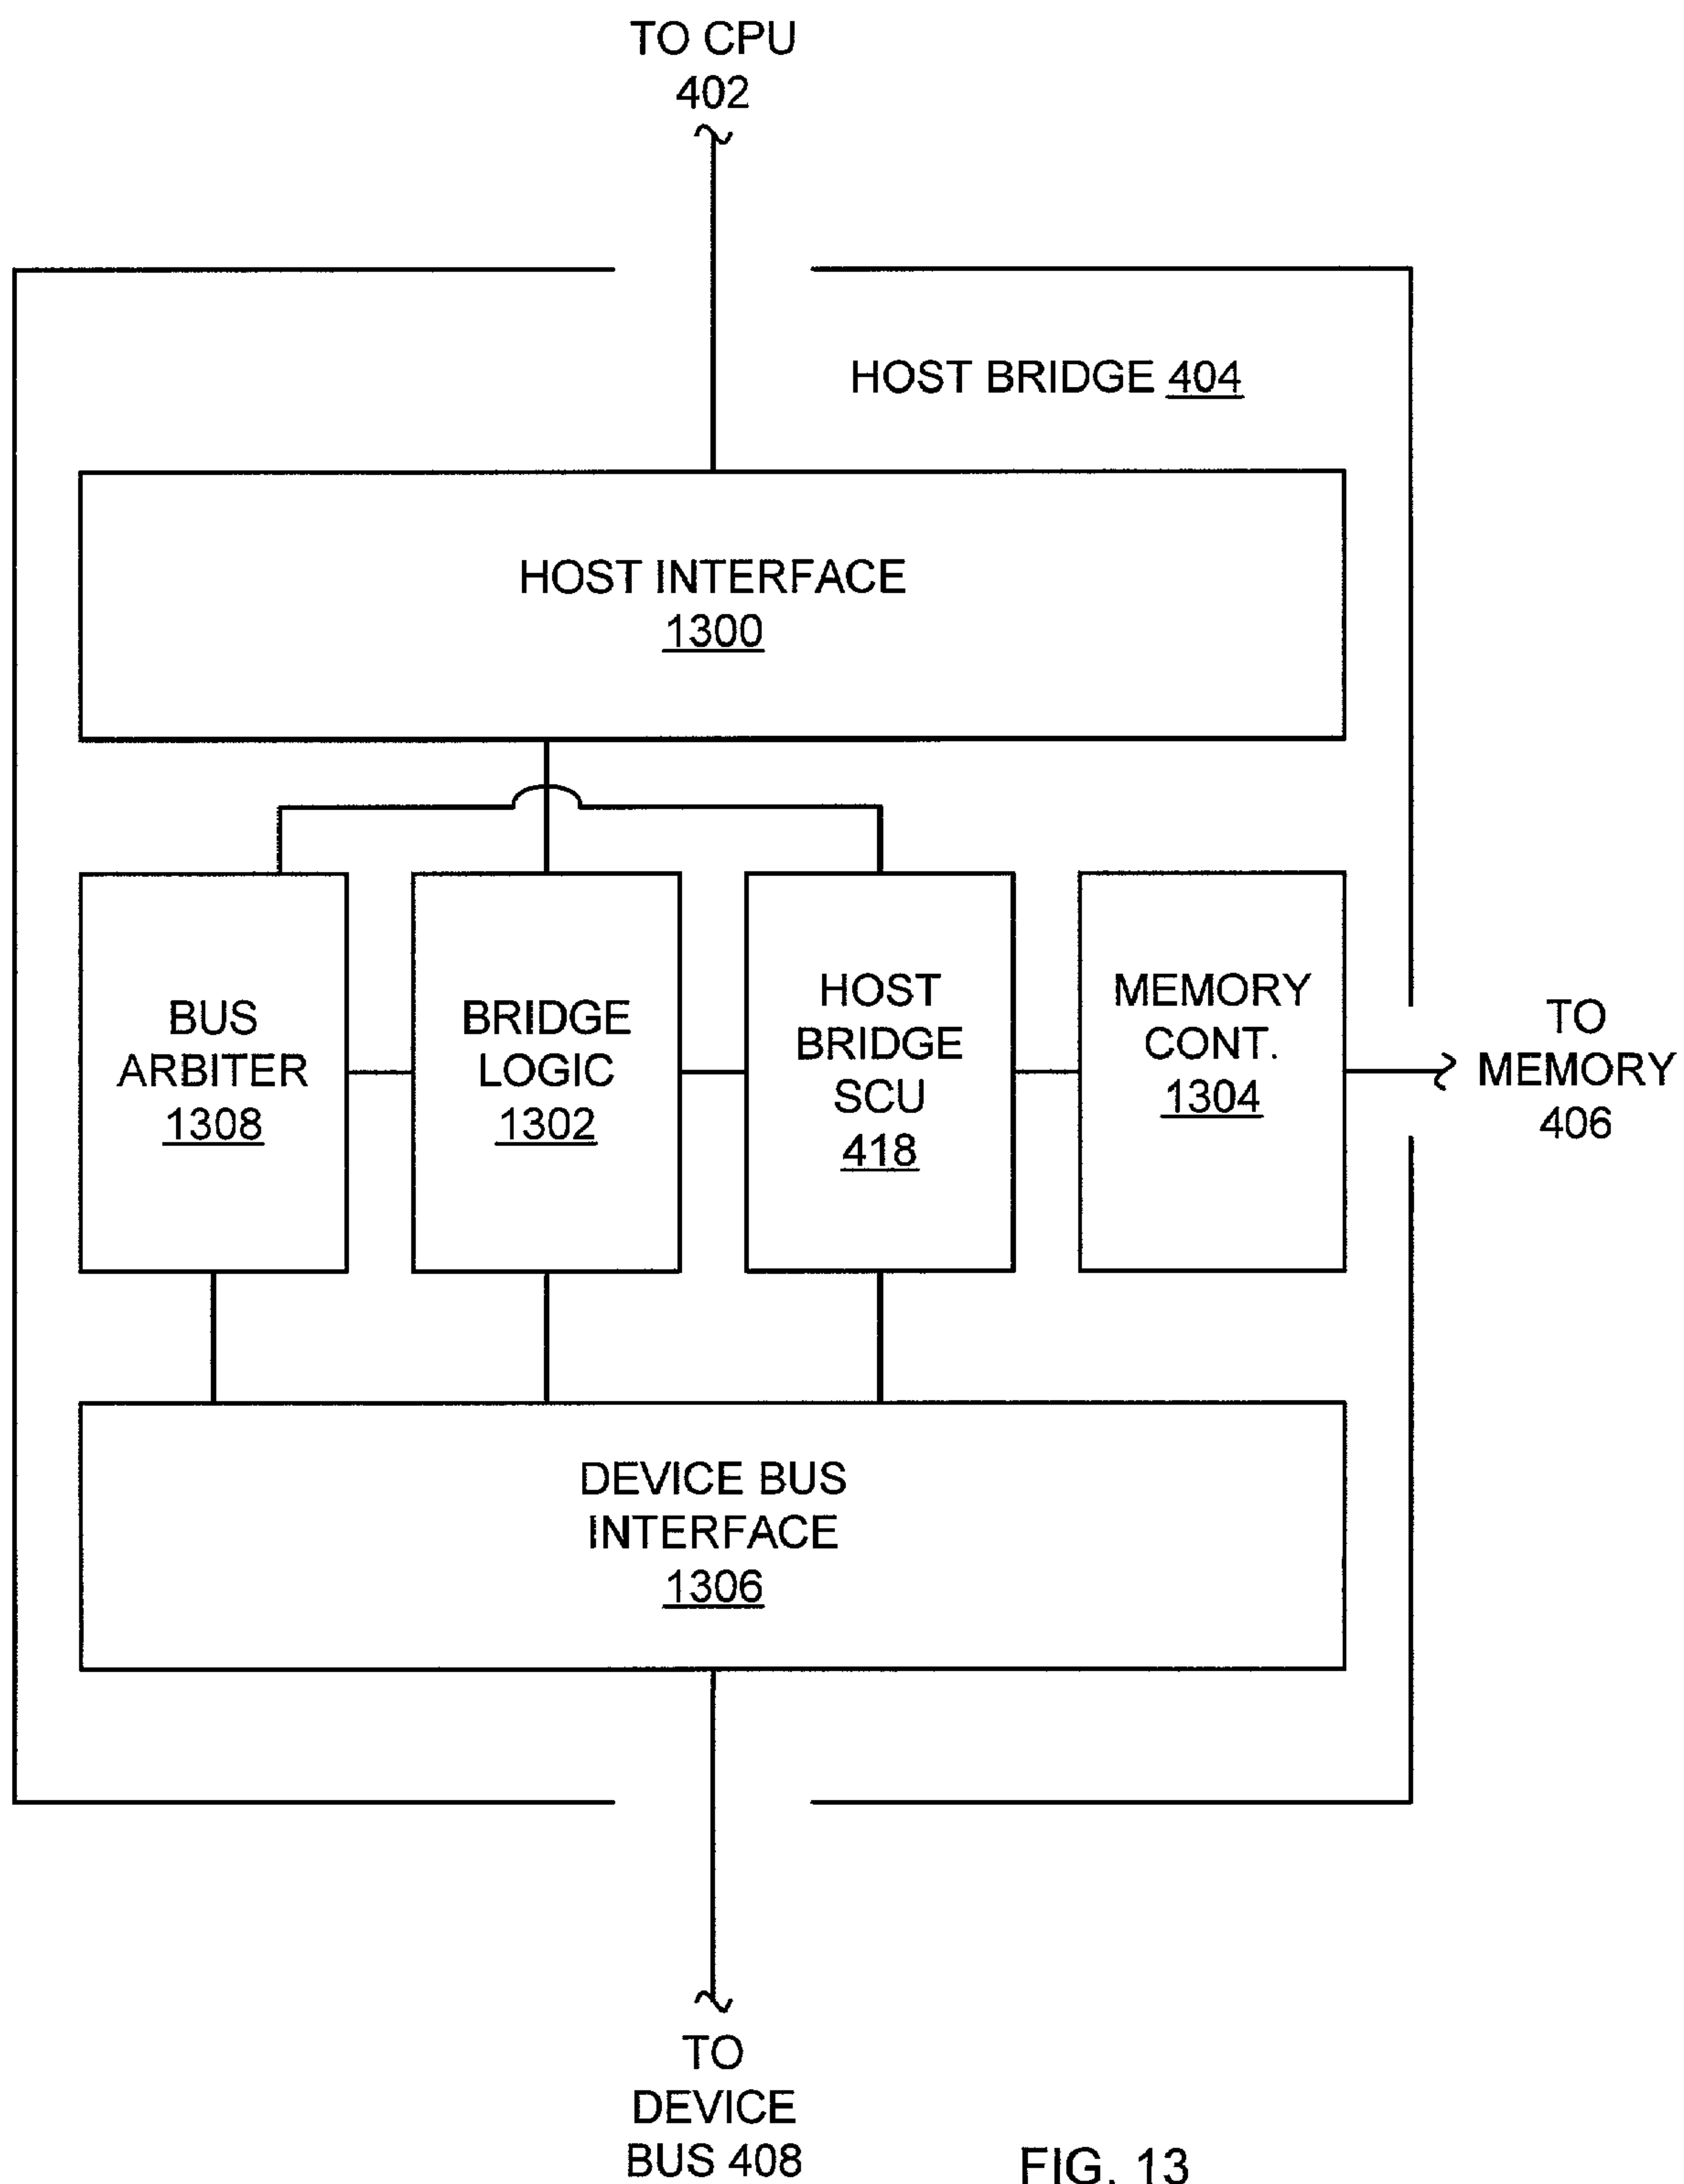 TO CPU
402
HOST BRIDGE 404
HOST INTERFACE
1300
BUS
ARBITER
1308
BRIDGE
LOGIC
1302
HOST
BRIDGE
SCU
418
MEMORY
CONT.
1304
TO
MEMORY
406
DEVICE BUS
INTERFACE
1306
TO
DEVICE
BUS 408
FIG. 13